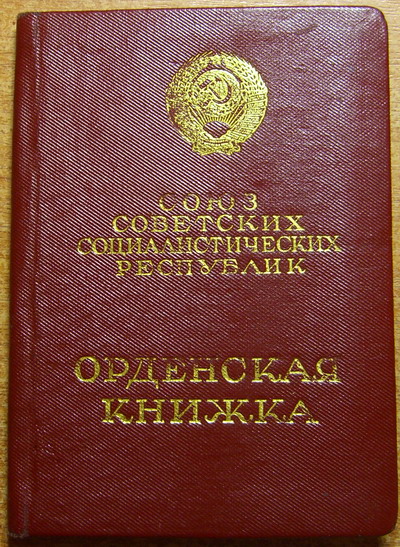 СОЮЗ
СОВЕТСКИХ
СОЦИАЛИСТИЧЕСКИХ
РЕСПУБЛИК
ОРДЕНСКАЯ
КНИЖКА